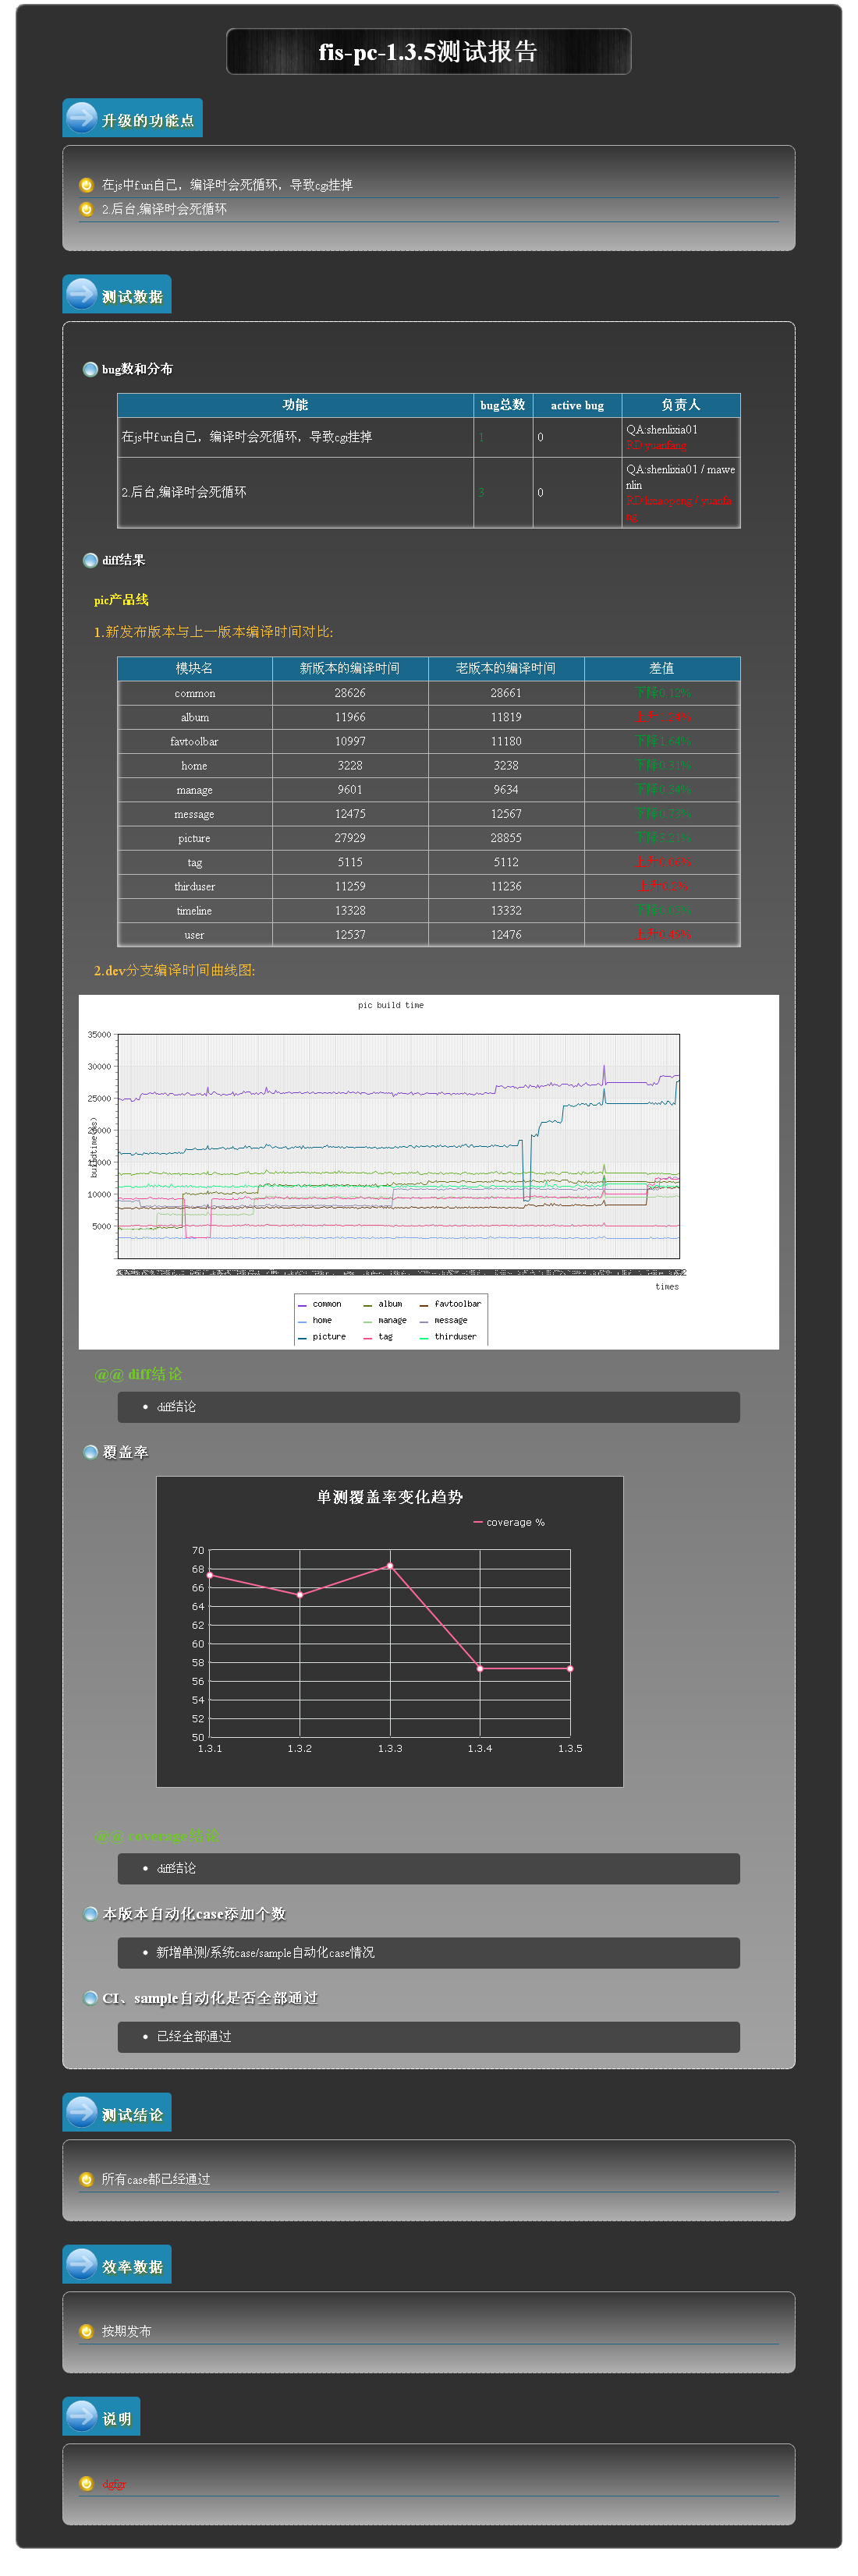 fis-pc-1.3.5测试报告
升级的功能点
在js中f.uri自己，编译时会死循环，导致cgi挂掉
2.后台,编译时会死循环
测试数据
bug数和分布
功能 bug总数 active bug 负责人
在js中f.uri自己，编译时会死循环，导致cgi挂掉 1 0 QA:shenlixia01
RD:yuanfang
2.后台,编译时会死循环 3 0 QA:shenlixia01 / mawe
nlin
RD:lixiaopeng / yuanfa
ng
diff结果
pic产品线
1.新发布版本与上一版本编译时间对比:
模块名 新版本的编译时间 老版本的编译时间 差值
common 28626 28661 下降0.12%
album 11966 11819 上升1.24%
favtoolbar 10997 11180 下降1.64%
home 3228 3238 下降0.31%
manage 9601 9634 下降0.34%
message 12475 12567 下降0.73%
picture 27929 28855 下降3.21%
tag 5115 5112 上升0.06%
thirduser 11259 11236 上升0.2%
timeline 13328 13332 下降0.03%
user 12537 12476 上升0.49%
2.dev分支编译时间曲线图:
pic build time
buildtime(ms)
35000
30000
25000
20000
15000
10000
5000
times
common album favtoolbar
home manage message
picture tag thirduser
@@ diff结论
diff结论
覆盖率
单测覆盖率变化趋势
coverage %
70
68
66
64
62
60
58
56
54
52
50
1.3.1 1.3.2 1.3.3 1.3.4 1.3.5
@@ coverage结论
diff结论
本版本自动化case添加个数
新增单测/系统case/sample自动化case情况
CI、sample自动化是否全部通过
已经全部通过
测试结论
所有case都已经通过
效率数据
按期发布
说明
dgfgr